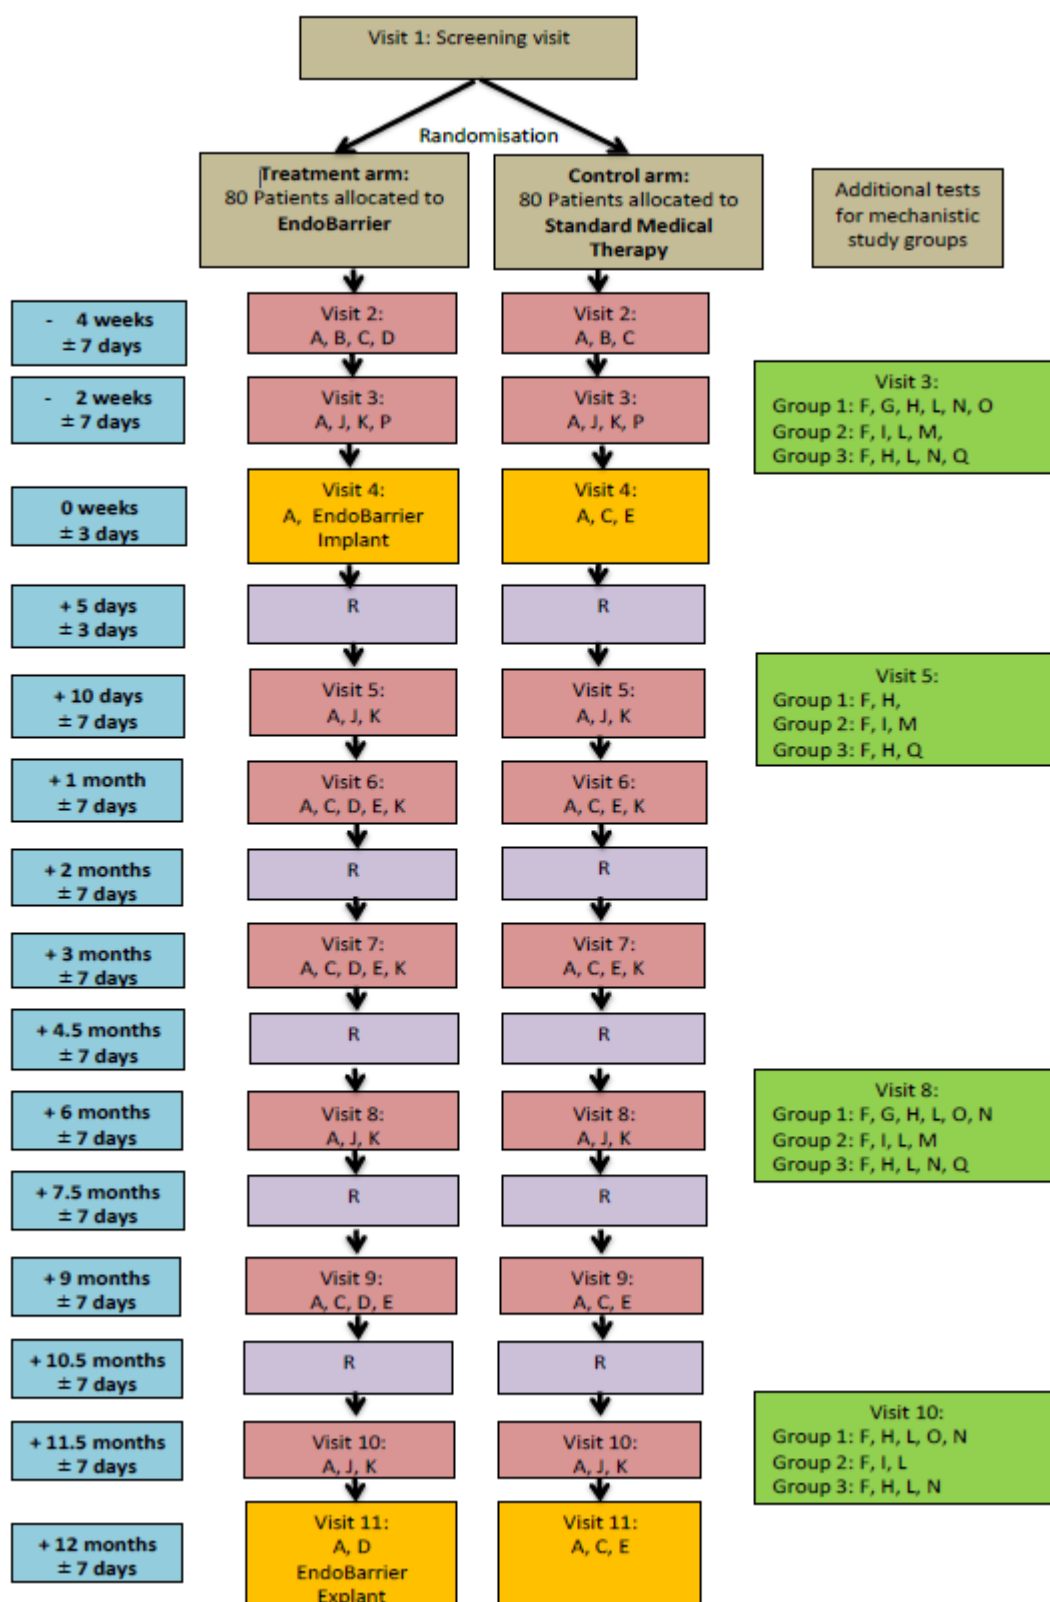 Visit 1: Screening visit
Randomisation
Treatment arm:
80 Patients allocated to
EndoBarrier
Control arm:
80 Patients allocated to
Standard Medical
Therapy
Additional tests
for mechanistic
study groups
- 4 weeks
± 7 days
Visit 2:
A, B, C, D
Visit 2:
A, B, C
- 2 weeks
± 7 days
Visit 3:
A, J, K, P
Visit 3:
A, J, K, P
Visit 3:
Group 1: F, G, H, L, N, O
Group 2: F, I, L, M,
Group 3: F, H, L, N, Q
0 weeks
± 3 days
Visit 4:
A, EndoBarrier
Implant
Visit 4:
A, C, E
+ 5 days
± 3 days
R
R
+ 10 days
± 7 days
Visit 5:
A, J, K
Visit 5:
A, J, K
Visit 5:
Group 1: F, H,
Group 2: F, I, M
Group 3: F, H, Q
+ 1 month
± 7 days
Visit 6:
A, C, D, E, K
Visit 6:
A, C, E, K
+ 2 months
± 7 days
R
R
+ 3 months
± 7 days
Visit 7:
A, C, D, E, K
Visit 7:
A, C, E, K
+ 4.5 months
± 7 days
R
R
+ 6 months
± 7 days
Visit 8:
A, J, K
Visit 8:
A, J, K
Visit 8:
Group 1: F, G, H, L, O, N
Group 2: F, I, L, M
Group 3: F, H, L, N, Q
+ 7.5 months
± 7 days
R
R
+ 9 months
± 7 days
Visit 9:
A, C, D, E
Visit 9:
A, C, E
+ 10.5 months
± 7 days
R
R
+ 11.5 months
± 7 days
Visit 10:
A, J, K
Visit 10:
A, J, K
Visit 10:
Group 1: F, H, L, O, N
Group 2: F, I, L
Group 3: F, H, L, N
+ 12 months
± 7 days
Visit 11:
A, D
EndoBarrier
Explant
Visit 11:
A, C, E